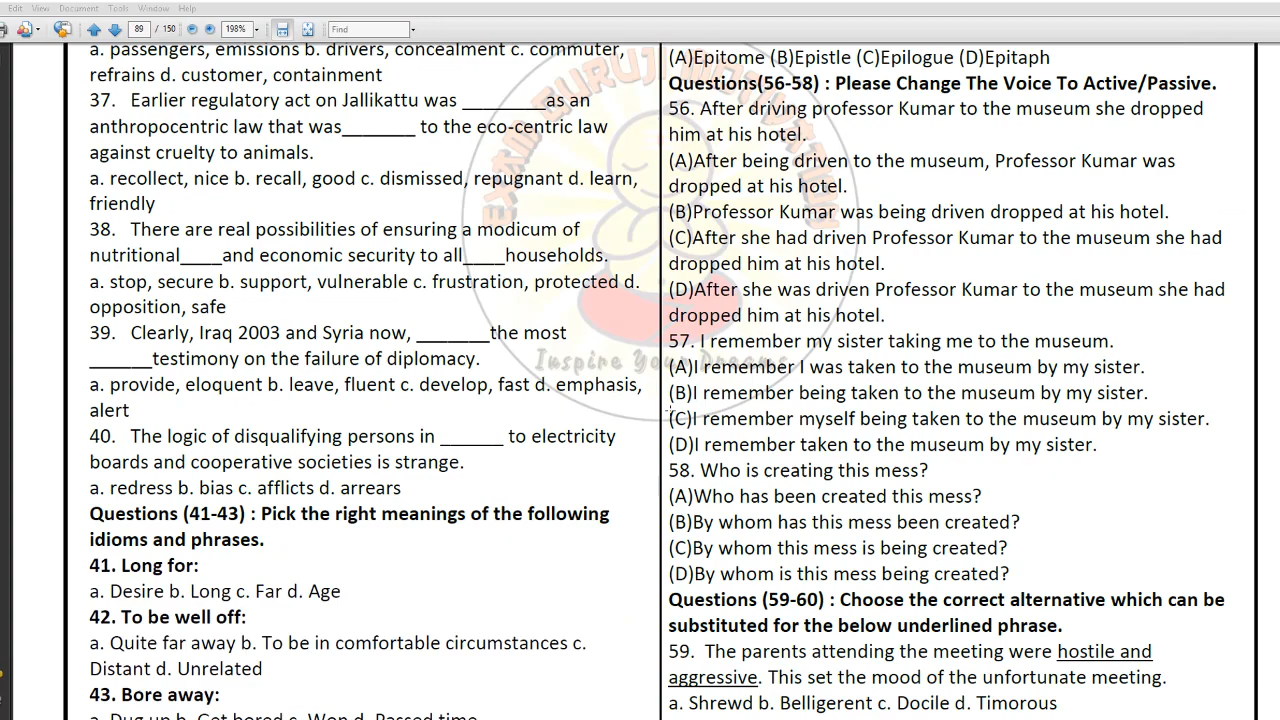 Edit View Document Tools Window Help
89 / 150 198% Find
a. passengers, emissions b. drivers, concealment c. commuter,
refrains d. customer, containment
37. Earlier regulatory act on Jallikattu was _________as an
anthropocentric law that was________ to the eco-centric law
against cruelty to animals.
a. recollect, nice b. recall, good c. dismissed, repugnant d. learn,
friendly
38. There are real possibilities of ensuring a modicum of
nutritional____and economic security to all____households.
a. stop, secure b. support, vulnerable c. frustration, protected d.
opposition, safe
39. Clearly, Iraq 2003 and Syria now, _______the most
______testimony on the failure of diplomacy.
a. provide, eloquent b. leave, fluent c. develop, fast d. emphasis,
alert
40. The logic of disqualifying persons in ______ to electricity
boards and cooperative societies is strange.
a. redress b. bias c. afflicts d. arrears
Questions (41-43) : Pick the right meanings of the following
idioms and phrases.
41. Long for:
a. Desire b. Long c. Far d. Age
42. To be well off:
a. Quite far away b. To be in comfortable circumstances c.
Distant d. Unrelated
43. Bore away:
a. Dug up b. Get bored c. Won d. Passed time
(A)Epitome (B)Epistle (C)Epilogue (D)Epitaph
Questions(56-58) : Please Change The Voice To Active/Passive.
56. After driving professor Kumar to the museum she dropped
him at his hotel.
(A)After being driven to the museum, Professor Kumar was
dropped at his hotel.
(B)Professor Kumar was being driven dropped at his hotel.
(C)After she had driven Professor Kumar to the museum she had
dropped him at his hotel.
(D)After she was driven Professor Kumar to the museum she had
dropped him at his hotel.
57. I remember my sister taking me to the museum.
(A)I remember I was taken to the museum by my sister.
(B)I remember being taken to the museum by my sister.
(C)I remember myself being taken to the museum by my sister.
(D)I remember taken to the museum by my sister.
58. Who is creating this mess?
(A)Who has been created this mess?
(B)By whom has this mess been created?
(C)By whom this mess is being created?
(D)By whom is this mess being created?
Questions (59-60) : Choose the correct alternative which can be
substituted for the below underlined phrase.
59. The parents attending the meeting were hostile and
aggressive. This set the mood of the unfortunate meeting.
a. Shrewd b. Belligerent c. Docile d. Timorous
EXAM GURUJI MOTIVATION
Inspire Your Dreams